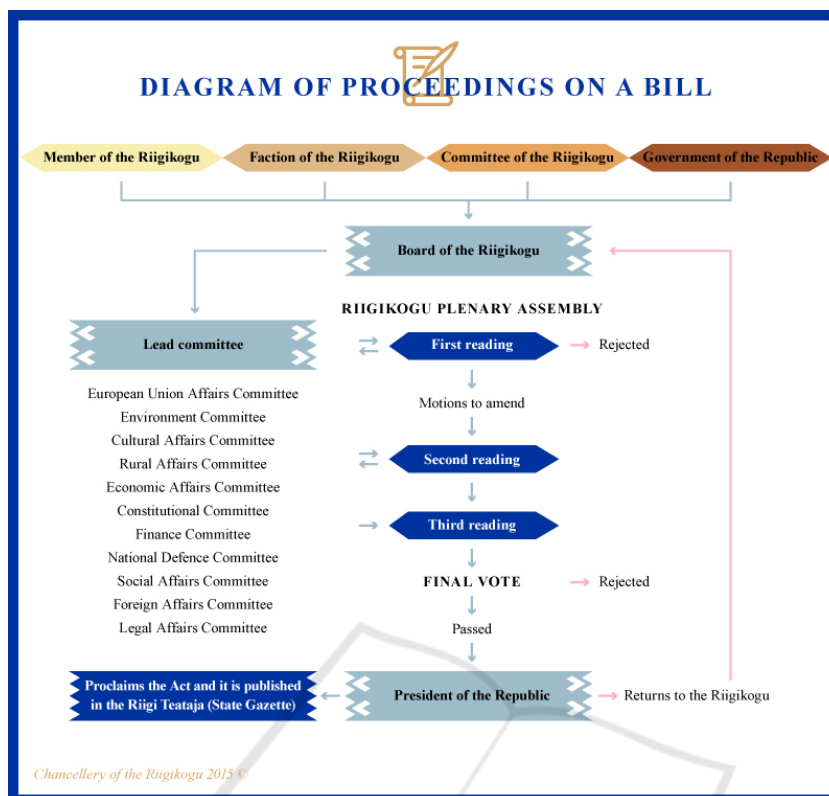 DIAGRAM OF PROCEEDINGS ON A BILL
Member of the Riigikogu
Faction of the Riigikogu
Committee of the Riigikogu
Government of the Republic
Board of the Riigikogu
RIIGIKOGU PLENARY ASSEMBLY
Lead committee
European Union Affairs Committee
Environment Committee
Cultural Affairs Committee
Rural Affairs Committee
Economic Affairs Committee
Constitutional Committee
Finance Committee
National Defence Committee
Social Affairs Committee
Foreign Affairs Committee
Legal Affairs Committee
First reading
Rejected
Motions to amend
Second reading
Third reading
FINAL VOTE
Rejected
Passed
President of the Republic
Returns to the Riigikogu
Proclaims the Act and it is published
in the Riigi Teataja (State Gazette)
Chancellery of the Riigikogu 2015 ©